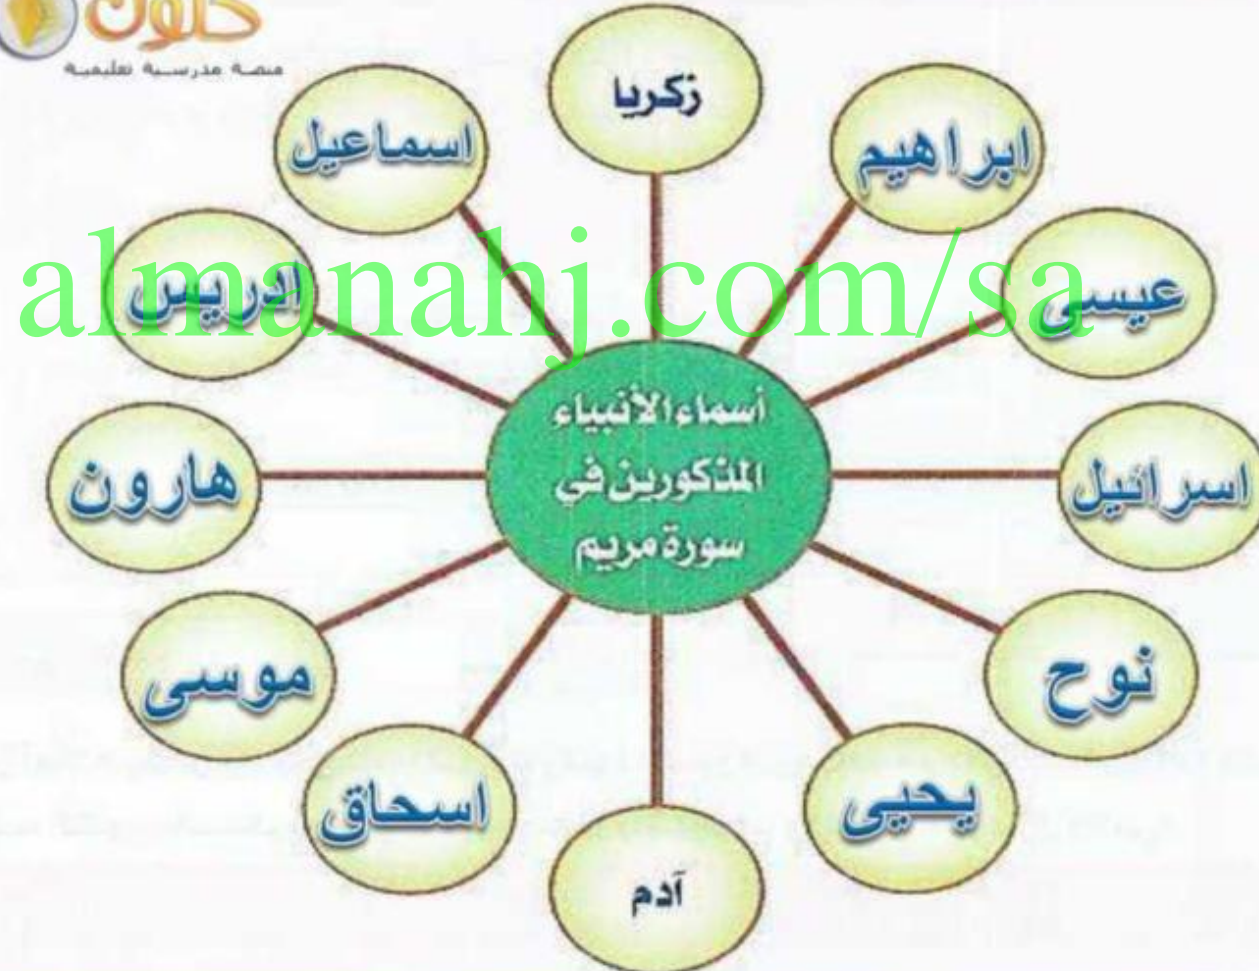 حلول
منصة مدرسية تعليمية
زكريا
ابراهيم
اسماعيل
عيسى
ادريس
almanahj.com/sa
أسماء الأنبياء
المذكورين في
سورة مريم
اسرائيل
هارون
نوح
موسى
يحيى
اسحاق
آدم